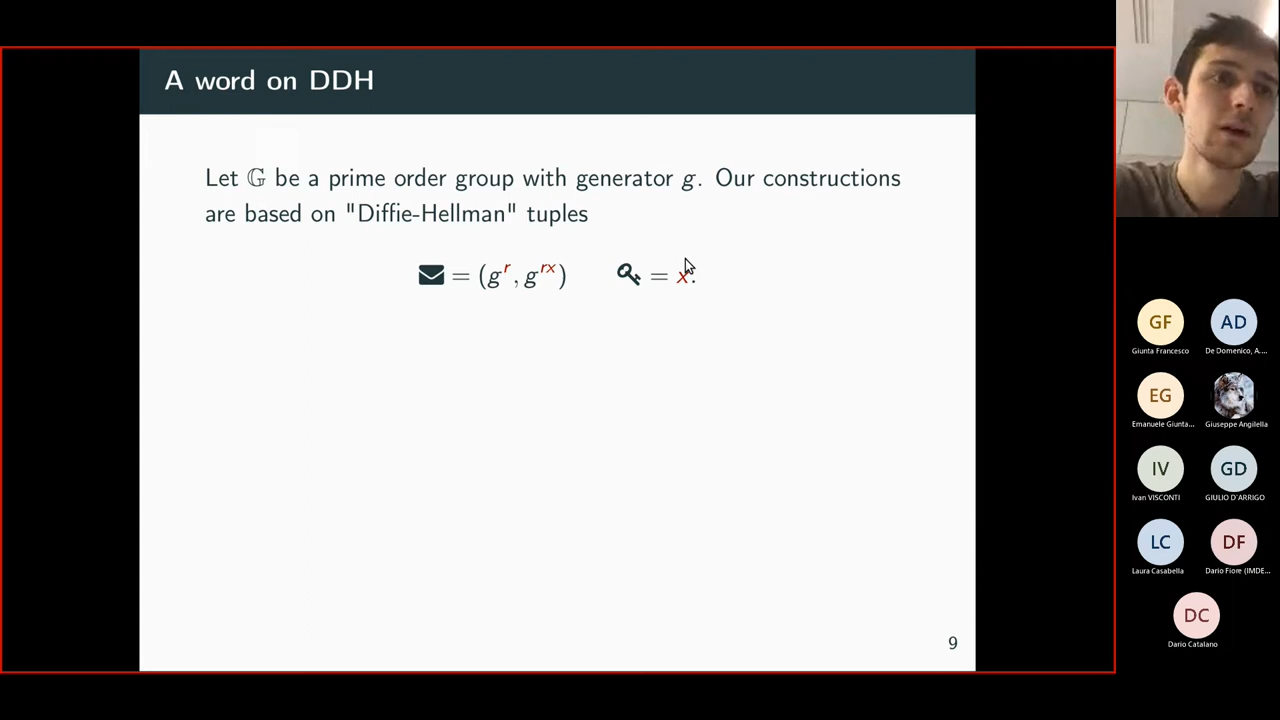 A word on DDH
Let 𝔾 be a prime order group with generator g. Our constructions
are based on "Diffie-Hellman" tuples
= (g^r, g^{rx}) = x.
9
GF
Giunta Francesco
AD
De Domenico, A....
EG
Emanuele Giunta...
Giuseppe Angilella
IV
Ivan VISCONTI
GD
GIULIO D'ARRIGO
LC
Laura Casabella
DF
Dario Fiore (IMDE...
DC
Dario Catalano